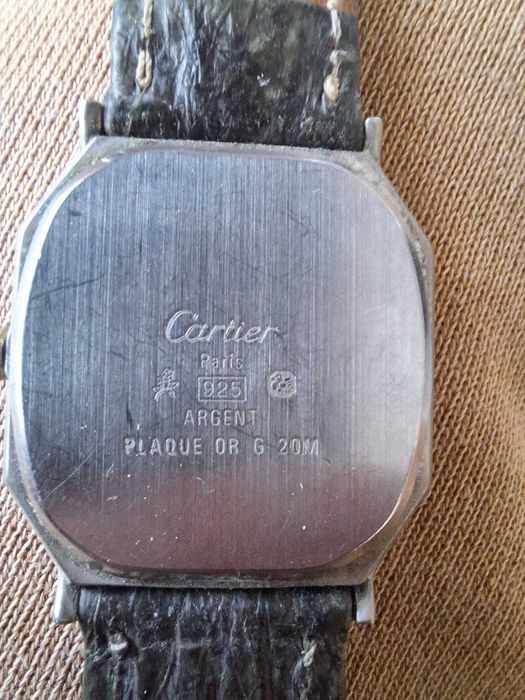 Cartier
Paris
925
ARGENT
PLAQUE OR G 20M